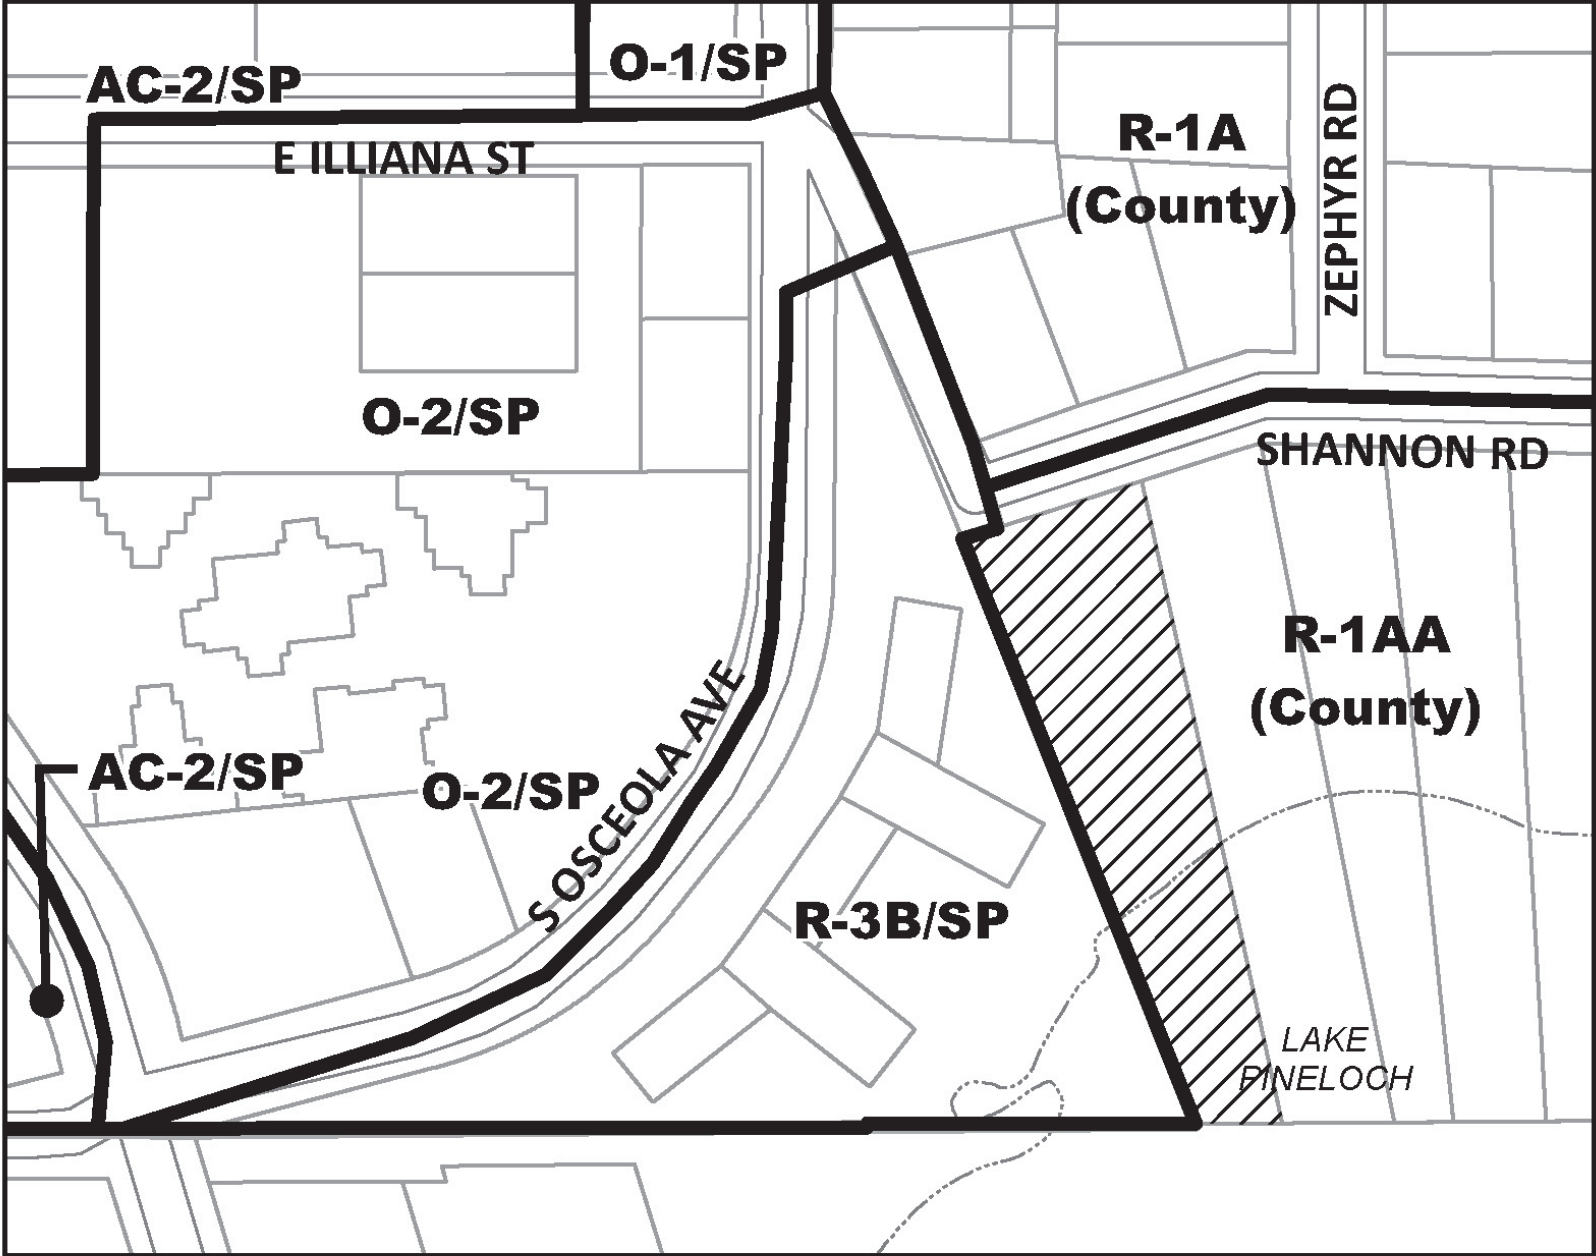 O-1/SP
AC-2/SP
E ILLIANA ST
R-1A
(County)
ZEPHYR RD
O-2/SP
SHANNON RD
R-1AA
(County)
AC-2/SP
O-2/SP
S OSCEOLA AVE
R-3B/SP
LAKE
PINELOCH